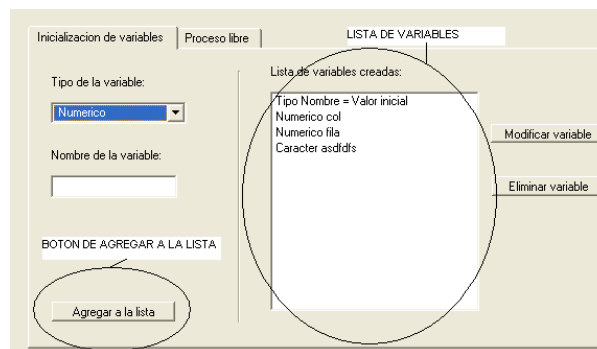 Inicializacion de variables
Proceso libre
LISTA DE VARIABLES
Tipo de la variable:
Numerico
Nombre de la variable:
BOTON DE AGREGAR A LA LISTA
Agregar a la lista
Lista de variables creadas:
Tipo Nombre = Valor inicial
Numerico col
Numerico fila
Caracter asdfdfs
Modificar variable
Eliminar variable